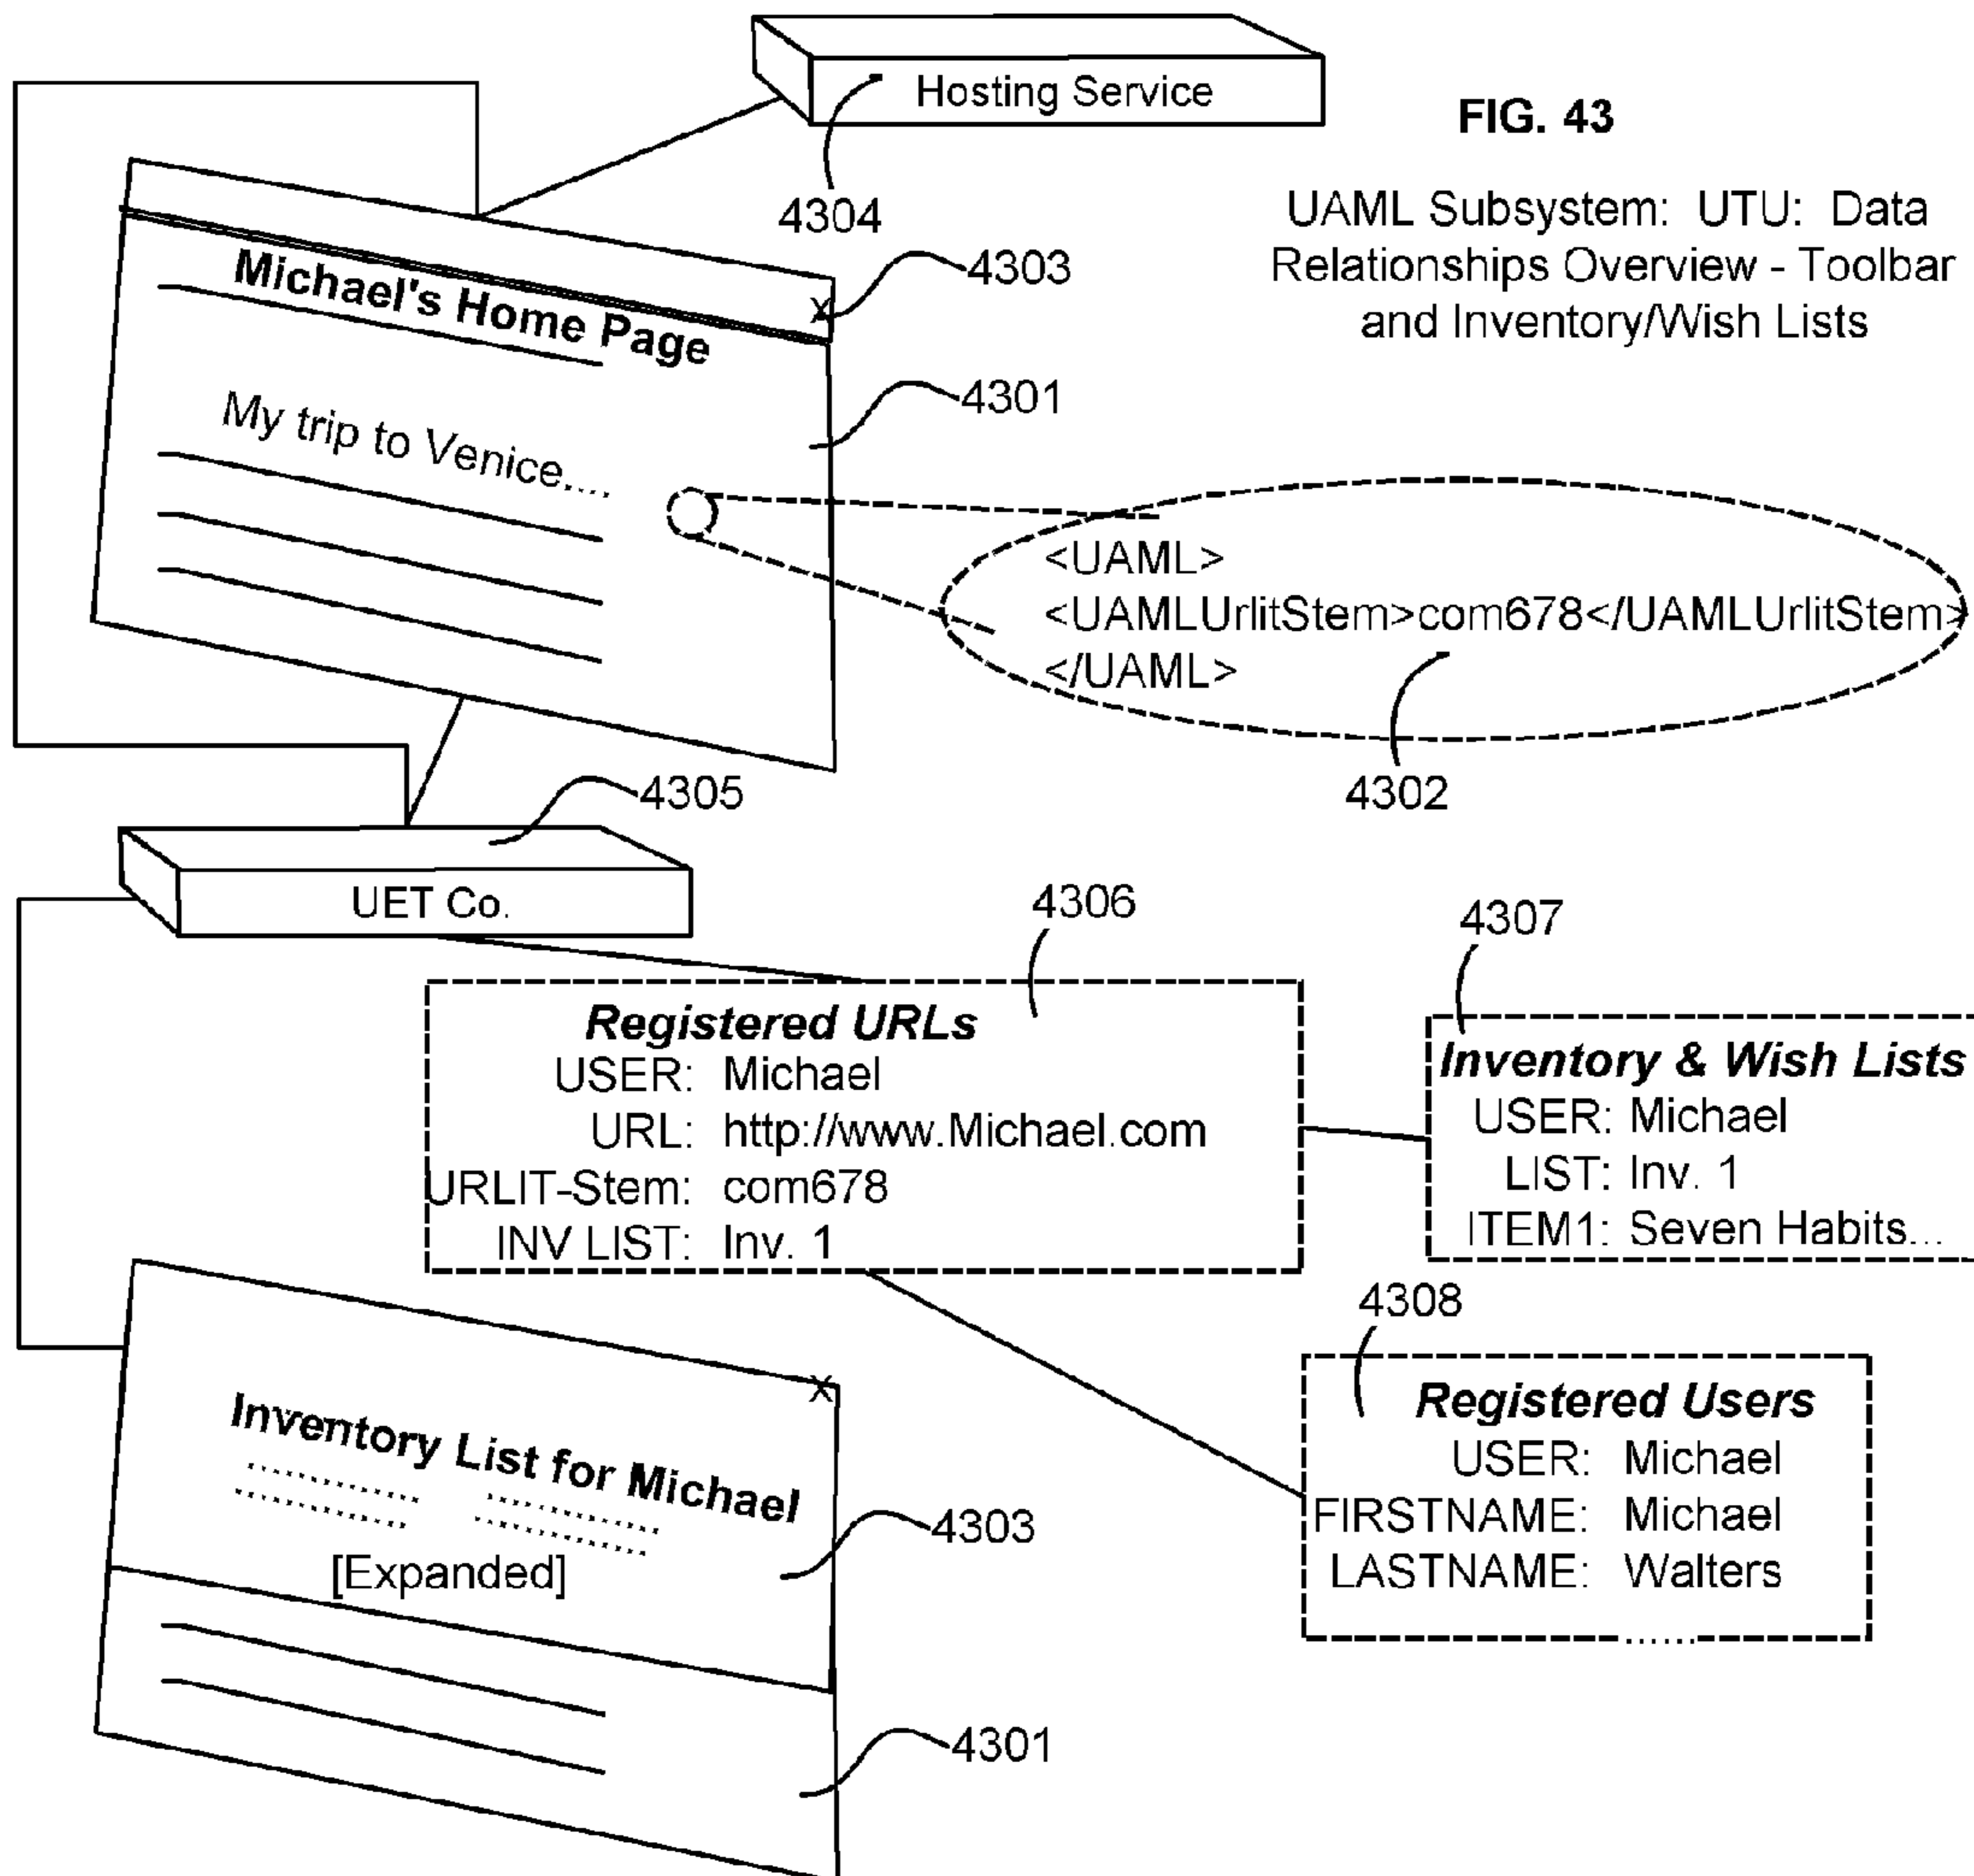 Hosting Service
FIG. 43
4304
UAML Subsystem: UTU: Data
Relationships Overview - Toolbar
and Inventory/Wish Lists
4303
X
Michael's Home Page
4301
My trip to Venice....
<UAML>
<UAMLUrlitStem>com678</UAMLUrlitStem>
</UAML>
4302
4305
UET Co.
4306
4307
Registered URLs
USER: Michael
URL: http://www.Michael.com
URLIT-Stem: com678
INV LIST: Inv. 1
Inventory & Wish Lists
USER: Michael
LIST: Inv. 1
ITEM1: Seven Habits...
4308
Registered Users
USER: Michael
FIRSTNAME: Michael
LASTNAME: Walters
......
X
Inventory List for Michael
4303
[Expanded]
4301